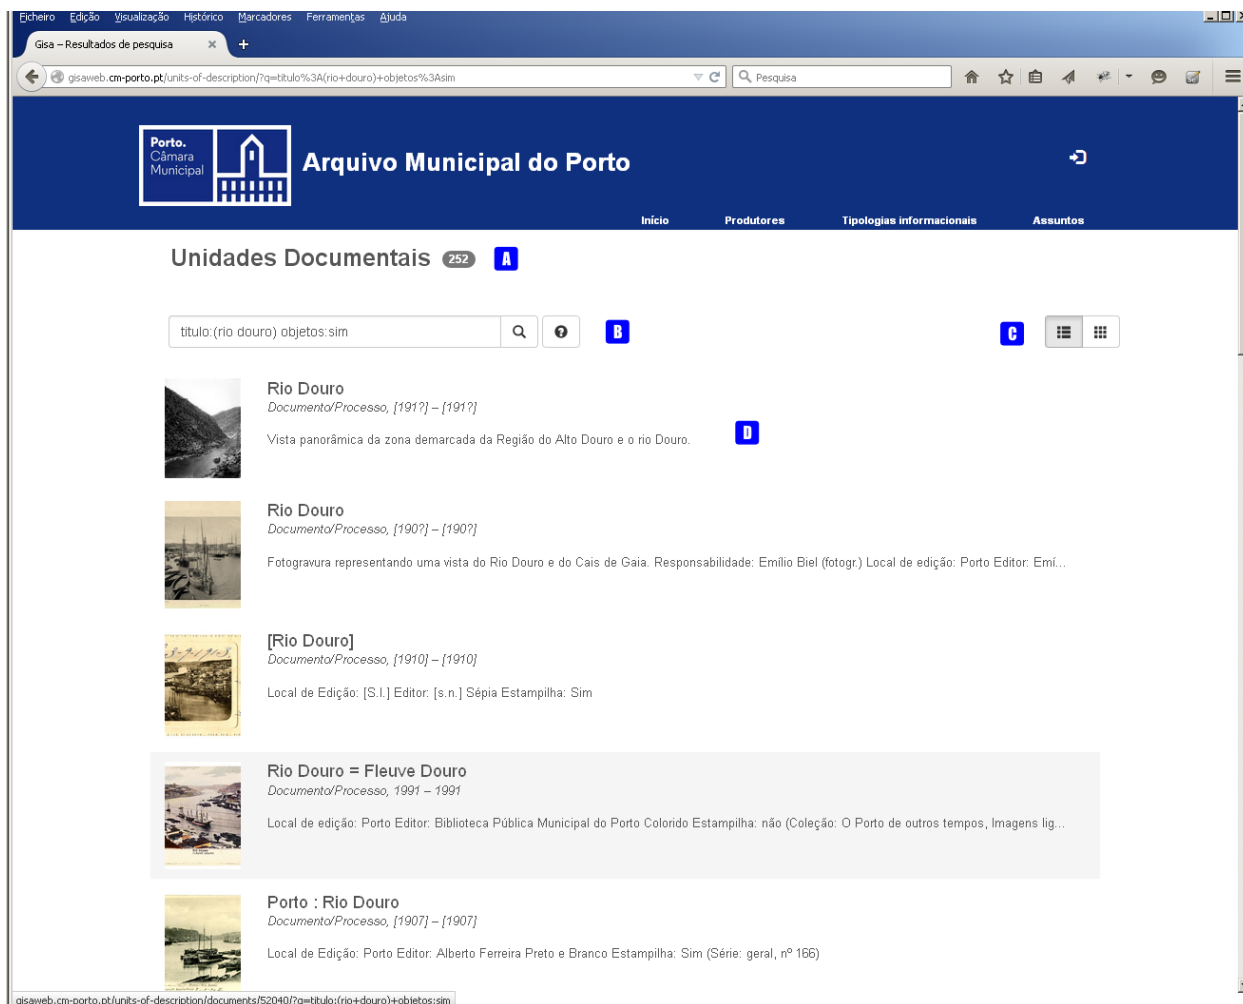 Ficheiro Edição Visualização Histórico Marcadores Ferramentas Ajuda
Gisa – Resultados de pesquisa
gisaweb.cm-porto.pt/units-of-description/?q=titulo%3A(rio+douro)+objetos%3Asim
Pesquisa
Porto.
Câmara
Municipal
Arquivo Municipal do Porto
Início Produtores Tipologias informacionais Assuntos
Unidades Documentais 252 A
titulo:(rio douro) objetos:sim B C
Rio Douro
Documento/Processo, [191?] – [191?]
Vista panorâmica da zona demarcada da Região do Alto Douro e o rio Douro. D
Rio Douro
Documento/Processo, [190?] – [190?]
Fotogravura representando uma vista do Rio Douro e do Cais de Gaia. Responsabilidade: Emílio Biel (fotogr.) Local de edição: Porto Editor: Emí...
3-9-1913.
[Rio Douro]
Documento/Processo, [1910] – [1910]
Local de Edição: [S.l.] Editor: [s.n.] Sépia Estampilha: Sim
Rio Douro = Fleuve Douro
Documento/Processo, 1991 – 1991
Local de edição: Porto Editor: Biblioteca Pública Municipal do Porto Colorido Estampilha: não (Coleção: O Porto de outros tempos, Imagens lig...
Porto : Rio Douro
Documento/Processo, [1907] – [1907]
Local de Edição: Porto Editor: Alberto Ferreira Preto e Branco Estampilha: Sim (Série: geral, nº 166)
gisaweb.cm-porto.pt/units-of-description/documents/52040/?q=titulo:(rio+douro)+objetos:sim